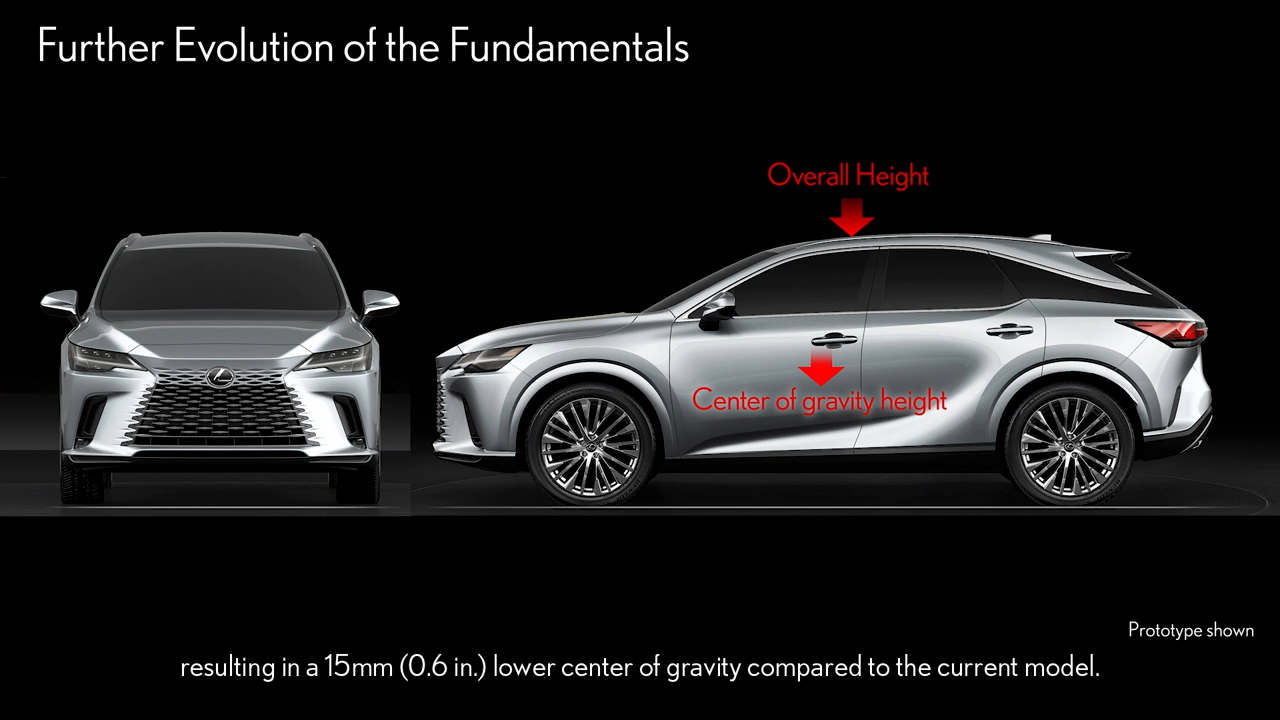 Further Evolution of the Fundamentals
Overall Height
Center of gravity height
Prototype shown
resulting in a 15mm (0.6 in.) lower center of gravity compared to the current model.